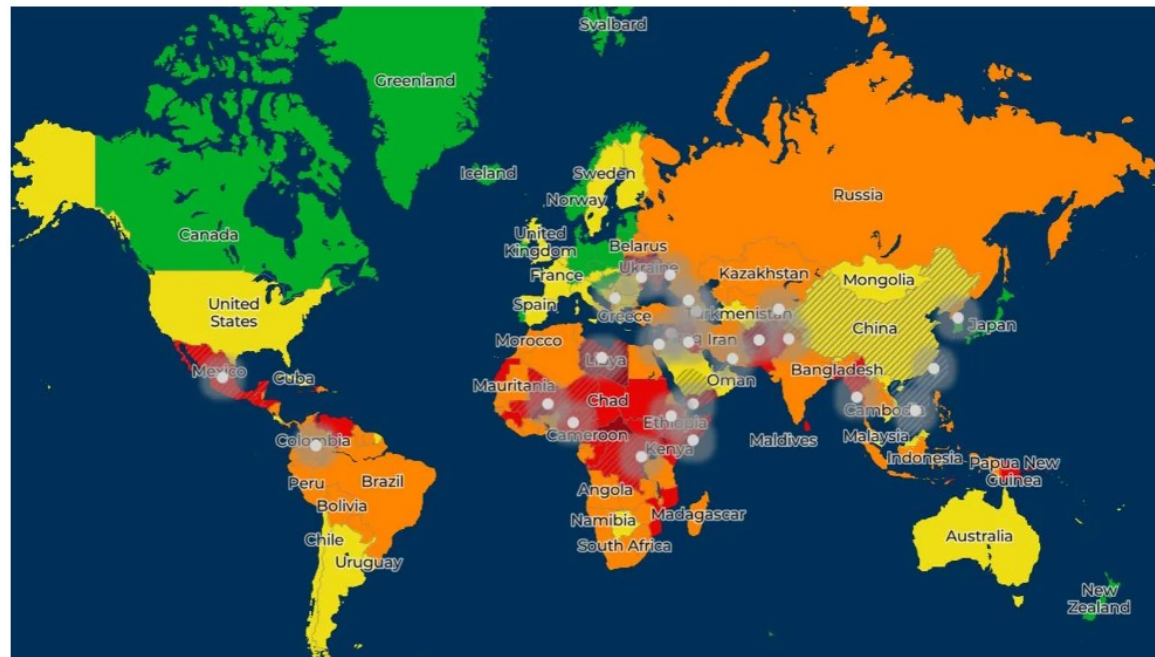 Svalbard
Greenland
Iceland
Sweden
Norway
Russia
Canada
United
Kingdom
Belarus
France
Ukraine
Kazakhstan
Mongolia
United
States
Spain
Greece
China
Japan
Morocco
Iran
Mexico
Cuba
Libya
Bangladesh
Mauritania
Oman
Chad
Colombia
Ethiopia
Cameroon
Kenya
Maldives
Malaysia
Indonesia
Papua New
Guinea
Peru
Brazil
Angola
Bolivia
Namibia
Madagascar
Chile
South Africa
Australia
Uruguay
New
Zealand